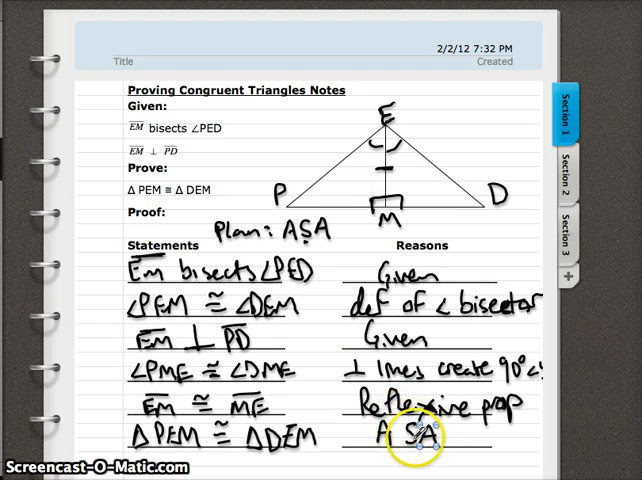 2/2/12 7:32 PM
Title Created
Proving Congruent Triangles Notes
Given:
EM bisects ∠PED
EM ⊥ PD
Prove:
Δ PEM ≅ Δ DEM
Proof:
E
P
D
M
Plan: ASA
Statements Reasons
EM bisects ∠PED Given
∠PEM ≅ ∠DEM def of ∠ bisector
EM ⊥ PD Given
∠PME ≅ ∠DME ⊥ lines create 90° ∠
EM ≅ ME Reflexive prop
ΔPEM ≅ ΔDEM ASA
Section 1
Section 2
Section 3
+
Screencast-O-Matic.com